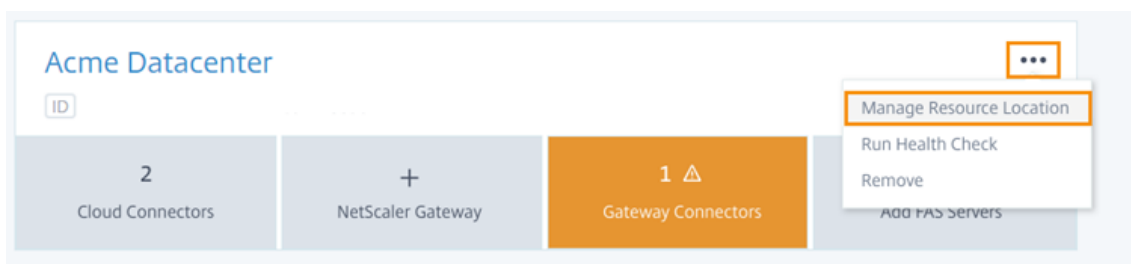 Acme Datacenter
ID
Manage Resource Location
Run Health Check
Remove
2
Cloud Connectors
+
NetScaler Gateway
1
Gateway Connectors
Add FAS Servers